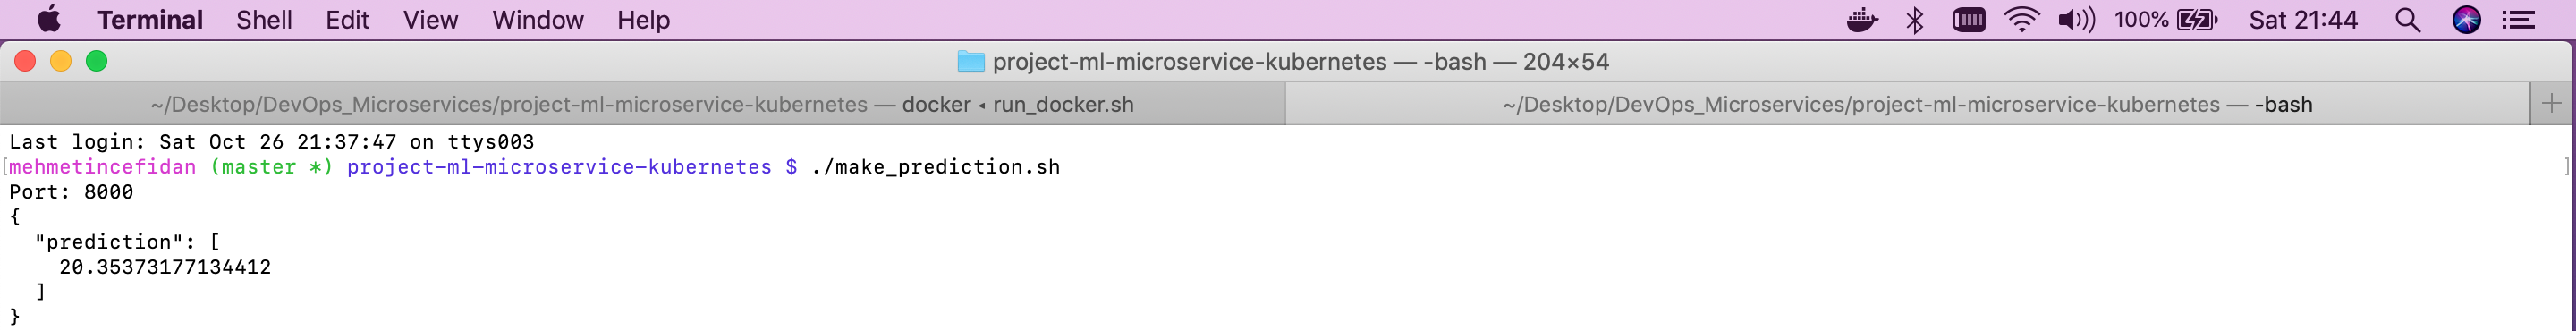 Terminal Shell Edit View Window Help 100% Sat 21:44
project-ml-microservice-kubernetes — -bash — 204×54
~/Desktop/DevOps_Microservices/project-ml-microservice-kubernetes — docker ◂ run_docker.sh ~/Desktop/DevOps_Microservices/project-ml-microservice-kubernetes — -bash
Last login: Sat Oct 26 21:37:47 on ttys003
[mehmetincefidan (master *) project-ml-microservice-kubernetes $ ./make_prediction.sh ]
Port: 8000
{
  "prediction": [
    20.35373177134412
  ]
}